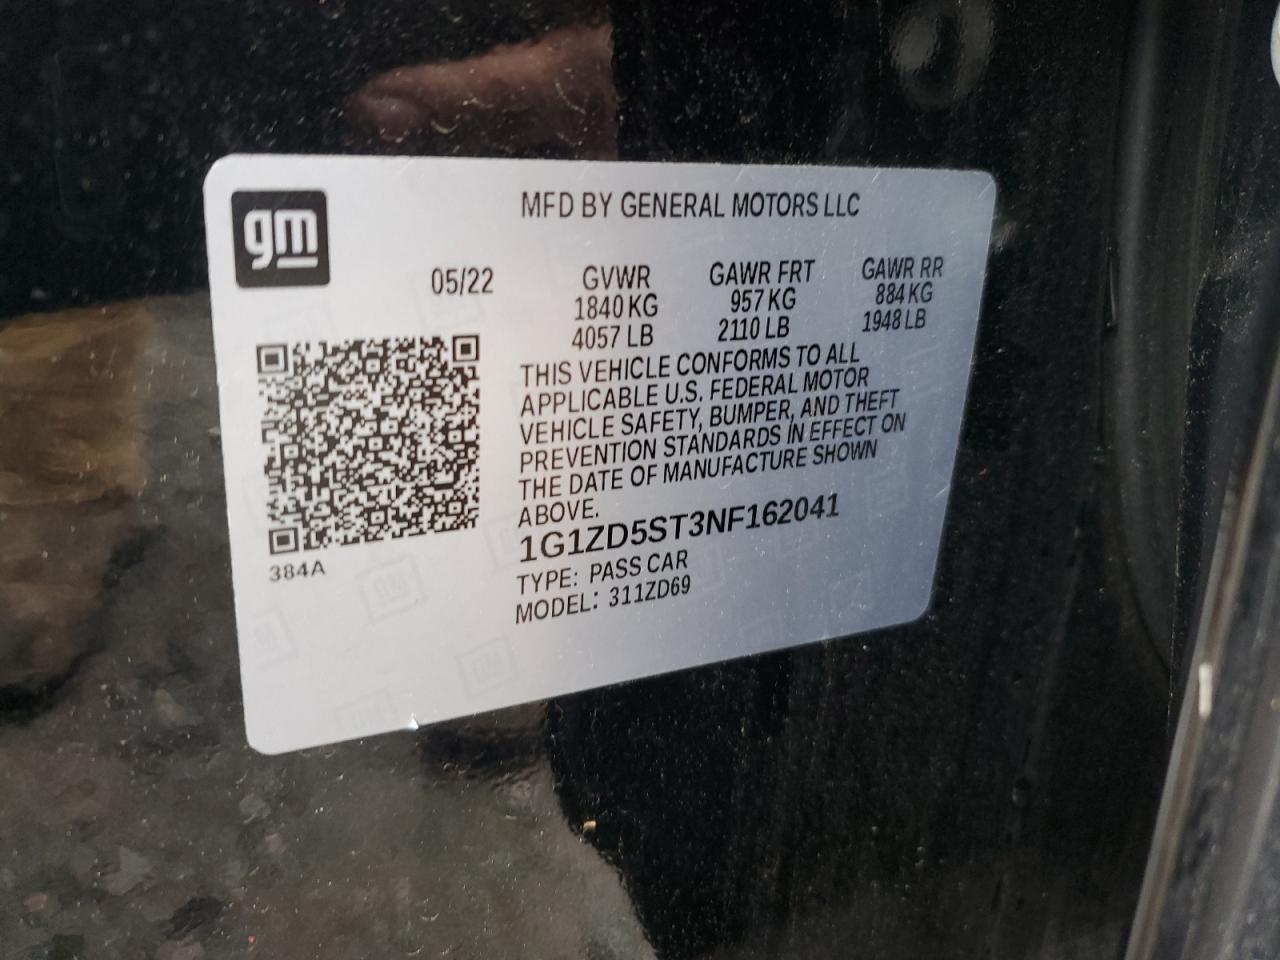 gm
MFD BY GENERAL MOTORS LLC
05/22 GVWR GAWR FRT GAWR RR
1840 KG 957 KG 884 KG
4057 LB 2110 LB 1948 LB
THIS VEHICLE CONFORMS TO ALL
APPLICABLE U.S. FEDERAL MOTOR
VEHICLE SAFETY, BUMPER, AND THEFT
PREVENTION STANDARDS IN EFFECT ON
THE DATE OF MANUFACTURE SHOWN
ABOVE.
1G1ZD5ST3NF162041
TYPE: PASS CAR
MODEL: 311ZD69
384A